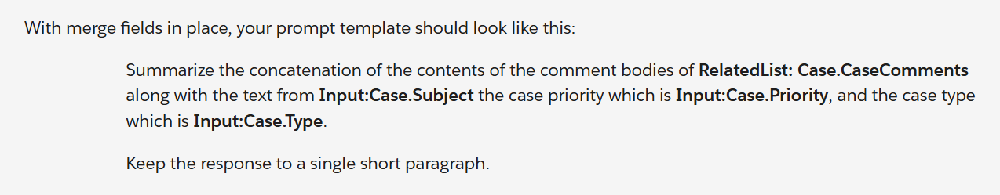 With merge fields in place, your prompt template should look like this:
Summarize the concatenation of the contents of the comment bodies of RelatedList: Case.CaseComments
along with the text from Input:Case.Subject the case priority which is Input:Case.Priority, and the case type
which is Input:Case.Type.
Keep the response to a single short paragraph.